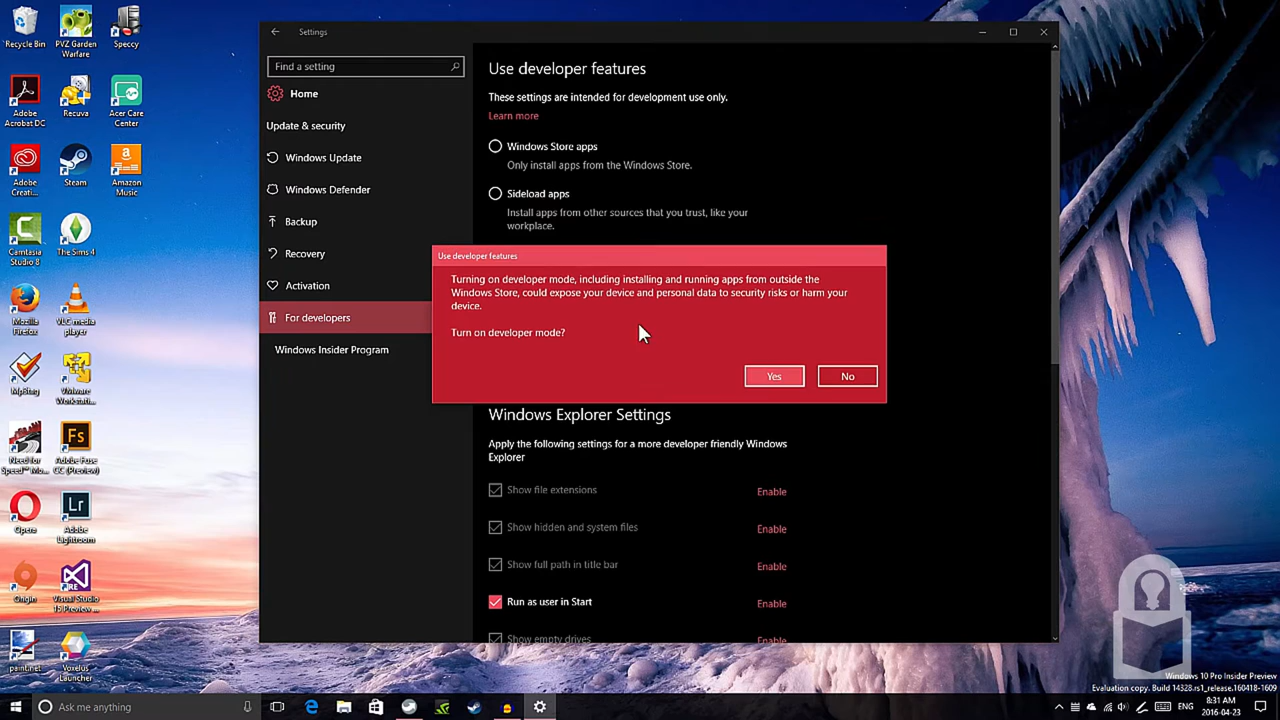 Recycle Bin
PVZ Garden
Warfare
Speccy
Adobe
Acrobat DC
Recuva
Acer Care
Center
Adobe
Creati...
Steam
Amazon
Music
Camtasia
Studio 8
The Sims 4
Mozilla
Firefox
VLC media
player
MpStag
VMware
Workstati...
Need for
Speed™ Mo...
Adobe Fuse
CC (Preview)
Opera
Adobe
Lightroom
Origin
Visual Studio
15 Preview ...
paint.net
Voxelus
Launcher
Settings
Find a setting
Home
Update & security
Windows Update
Windows Defender
Backup
Recovery
Activation
For developers
Windows Insider Program
Use developer features
These settings are intended for development use only.
Learn more
Windows Store apps
Only install apps from the Windows Store.
Sideload apps
Install apps from other sources that you trust, like your
workplace.
Use developer features
Turning on developer mode, including installing and running apps from outside the
Windows Store, could expose your device and personal data to security risks or harm your
device.
Turn on developer mode?
Yes
No
Windows Explorer Settings
Apply the following settings for a more developer friendly Windows
Explorer
Show file extensions
Enable
Show hidden and system files
Enable
Show full path in title bar
Enable
Run as user in Start
Enable
Show empty drives
Enable
Windows 10 Pro Insider Preview
Evaluation copy. Build 14328.rs1_release.160418-1609
Ask me anything
ENG
8:31 AM
2016-04-23